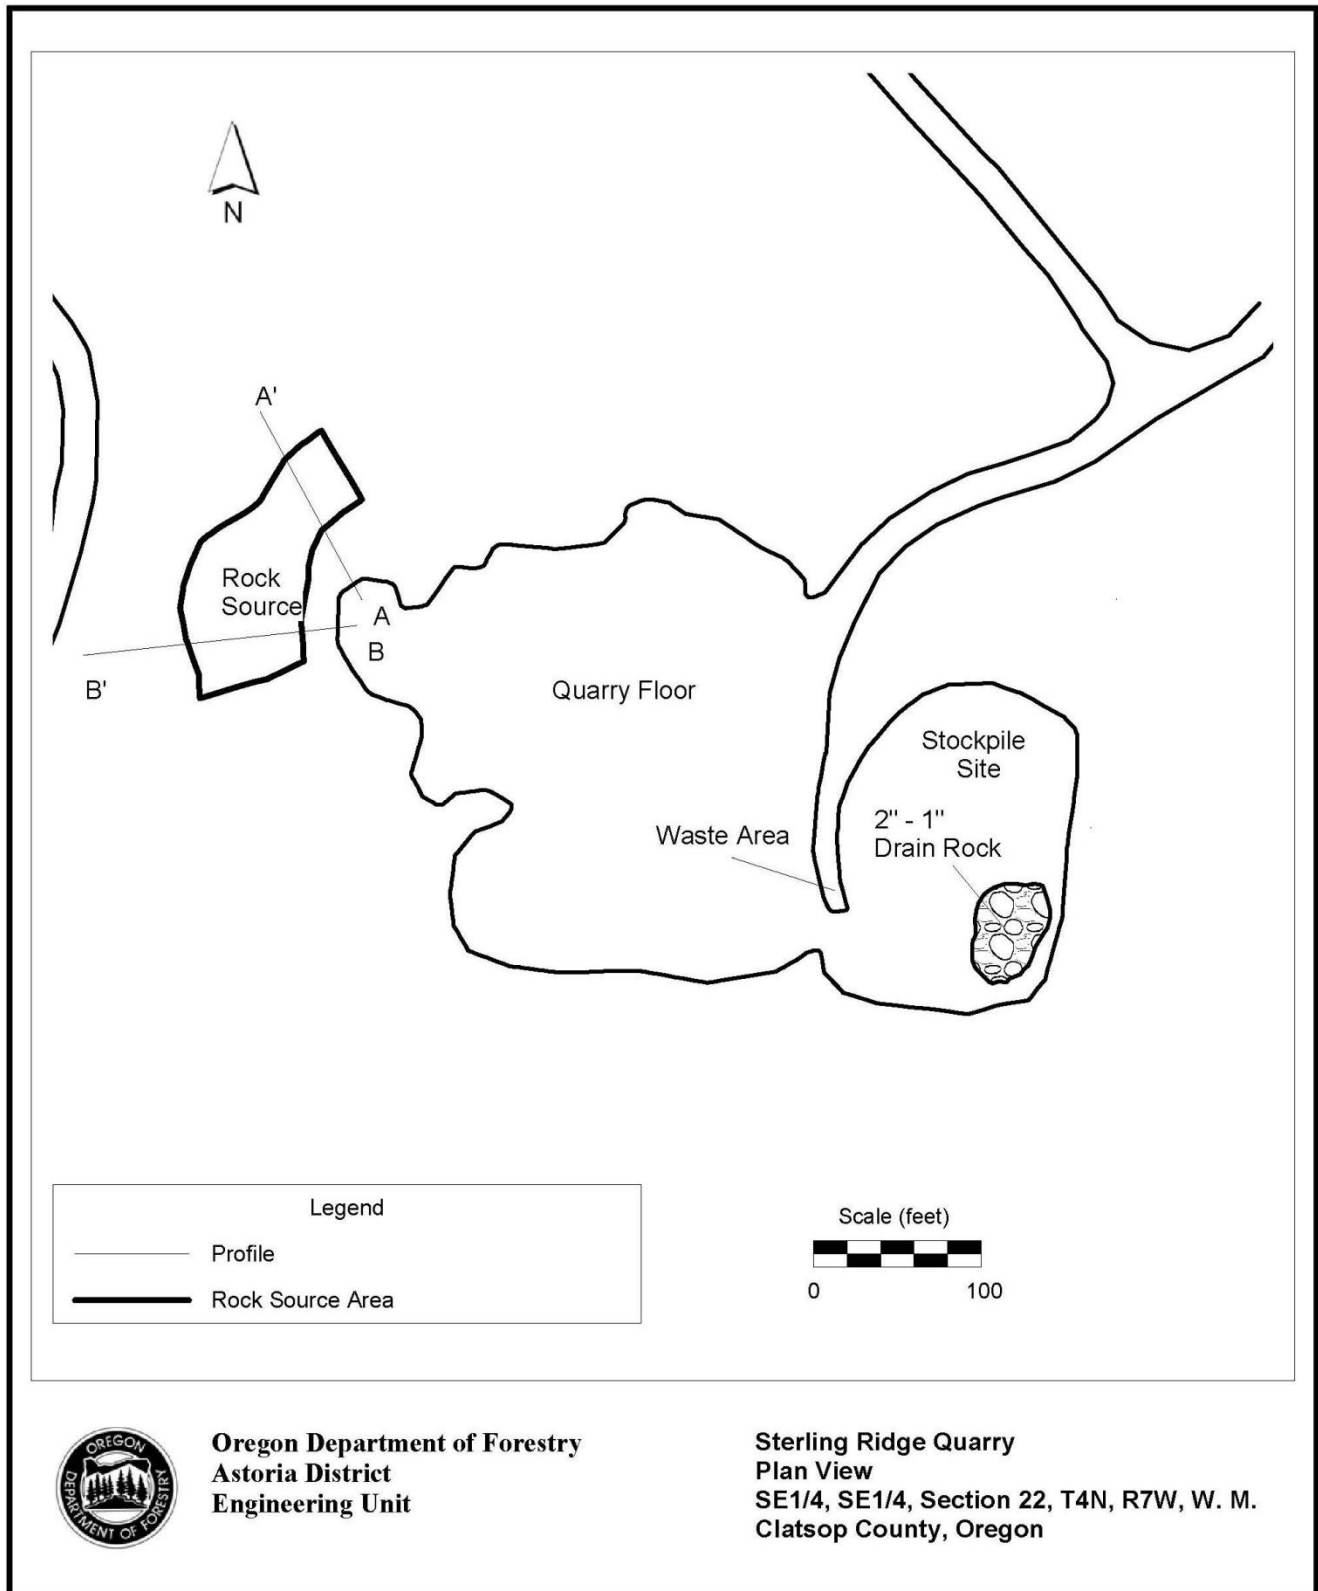 N
A'
Rock
Source
A
B
B'
Quarry Floor
Stockpile
Site
Waste Area
2" - 1"
Drain Rock
Legend
Profile
Rock Source Area
Scale (feet)
0 100
OREGON
DEPARTMENT OF FORESTRY
Oregon Department of Forestry
Astoria District
Engineering Unit
Sterling Ridge Quarry
Plan View
SE1/4, SE1/4, Section 22, T4N, R7W, W. M.
Clatsop County, Oregon